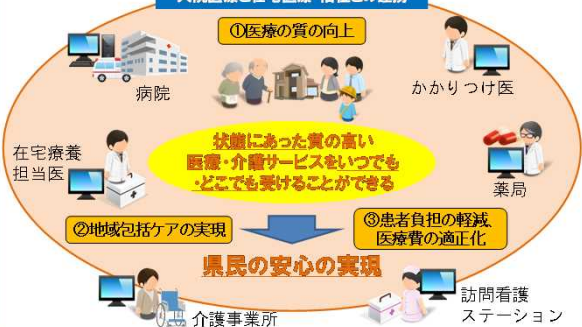 ①医療の質の向上
病院
かかりつけ医
状態にあった質の高い
医療・介護サービスをいつでも
・どこでも受けることができる
在宅療養
担当医
薬局
②地域包括ケアの実現
③患者負担の軽減、
医療費の適正化
県民の安心の実現
介護事業所
訪問看護
ステーション